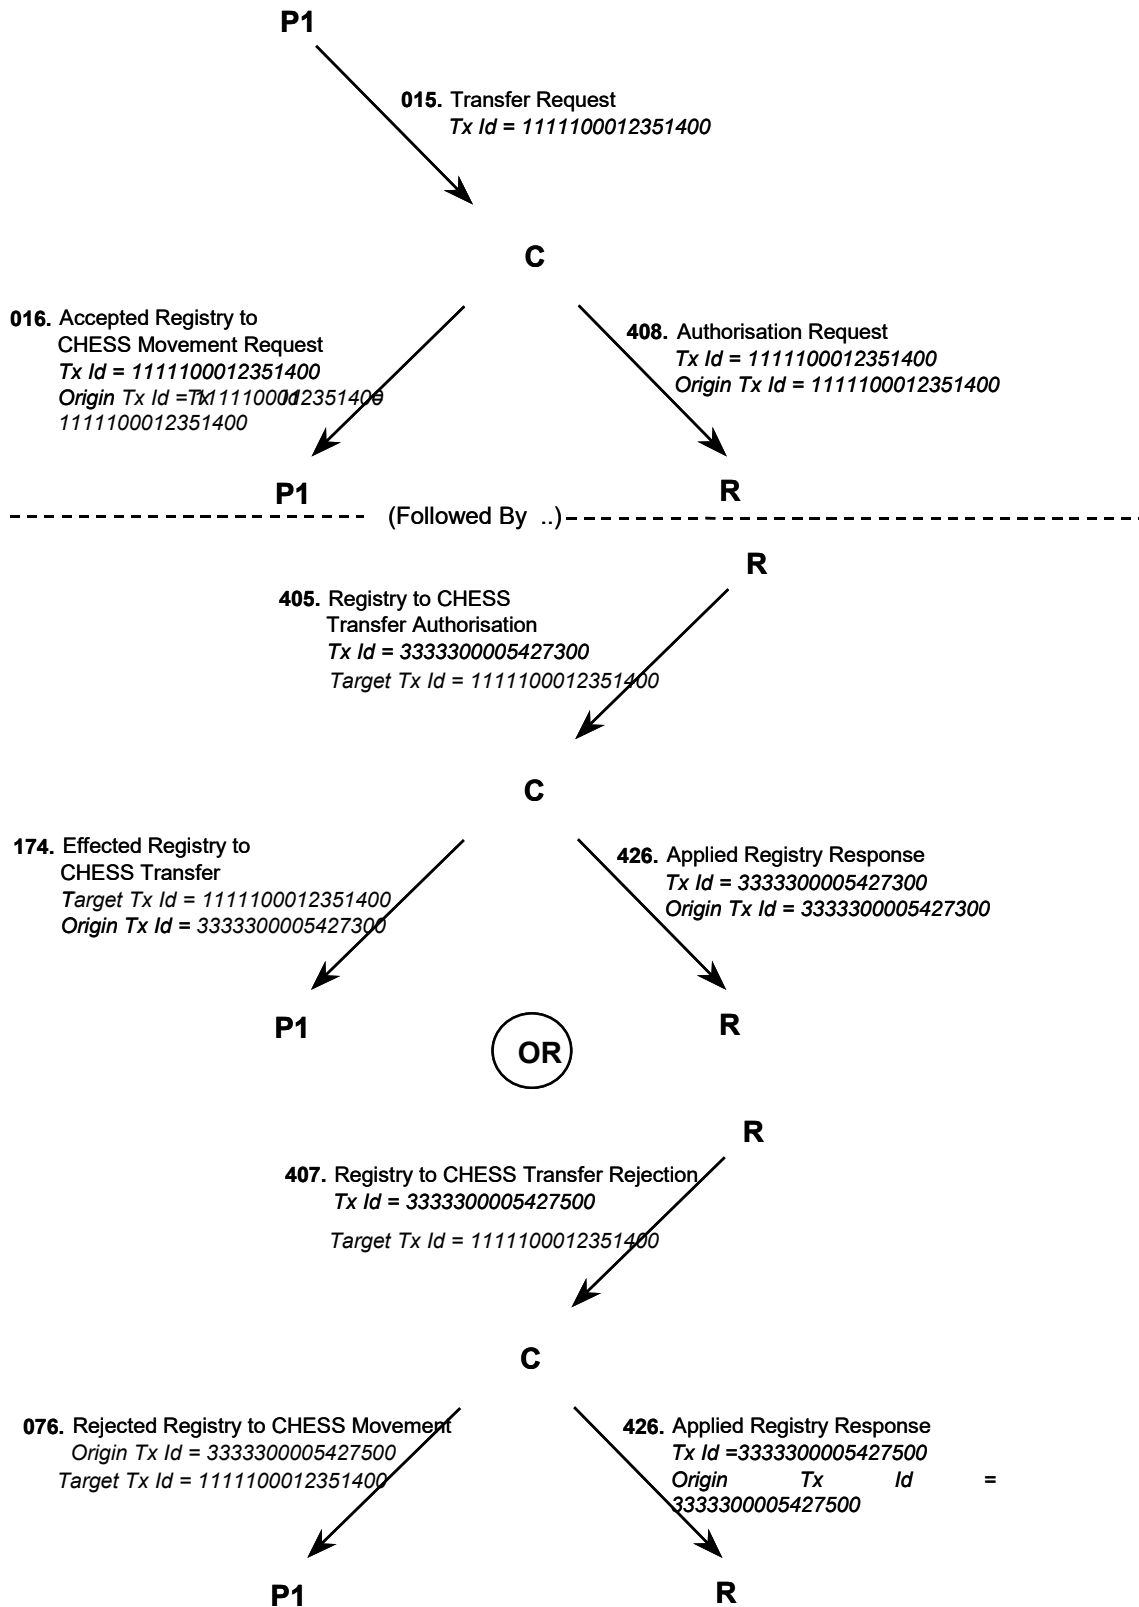 P1
015. Transfer Request
Tx Id = 1111100012351400
C
016. Accepted Registry to
CHESS Movement Request
Tx Id = 1111100012351400
Origin Tx Id = 1111100012351400
1111100012351400
408. Authorisation Request
Tx Id = 1111100012351400
Origin Tx Id = 1111100012351400
P1
R
(Followed By ..)
R
405. Registry to CHESS
Transfer Authorisation
Tx Id = 3333300005427300
Target Tx Id = 1111100012351400
C
174. Effected Registry to
CHESS Transfer
Target Tx Id = 1111100012351400
Origin Tx Id = 3333300005427300
426. Applied Registry Response
Tx Id = 3333300005427300
Origin Tx Id = 3333300005427300
P1
R
OR
R
407. Registry to CHESS Transfer Rejection
Tx Id = 3333300005427500
Target Tx Id = 1111100012351400
C
076. Rejected Registry to CHESS Movement
Origin Tx Id = 3333300005427500
Target Tx Id = 1111100012351400
426. Applied Registry Response
Tx Id =3333300005427500
Origin Tx Id =
3333300005427500
P1
R